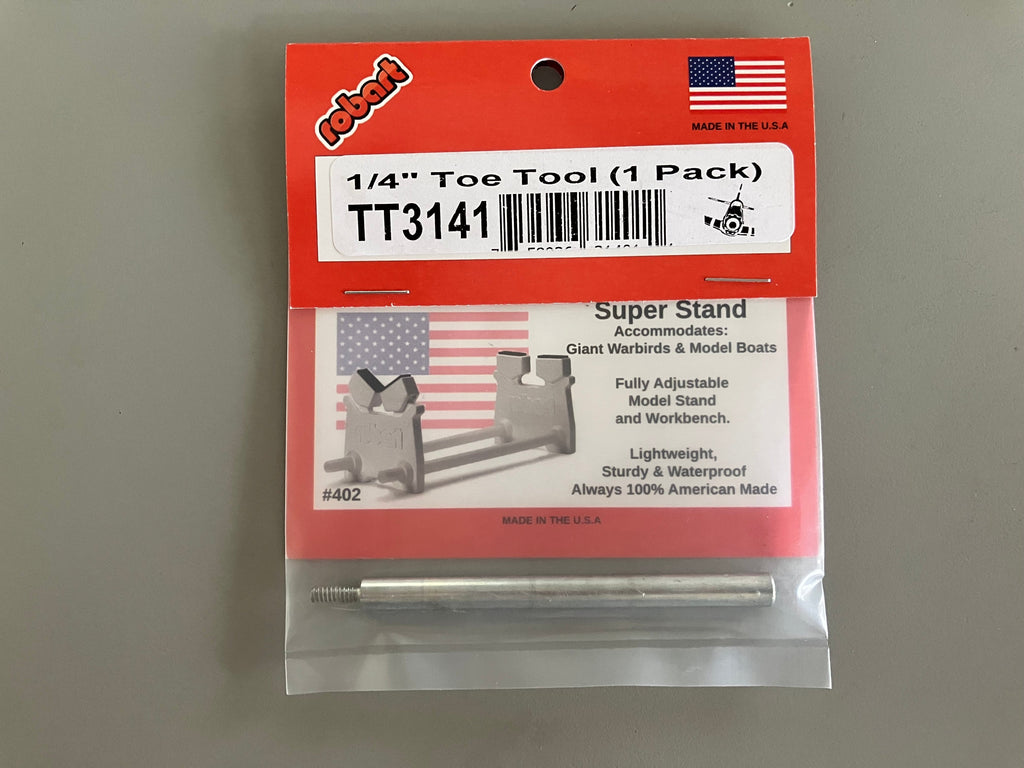 robart
MADE IN THE U.S.A
1/4" Toe Tool (1 Pack)
TT3141
Super Stand
Accommodates:
Giant Warbirds & Model Boats
Fully Adjustable
Model Stand
and Workbench.
Lightweight,
Sturdy & Waterproof
Always 100% American Made
robart
#402
MADE IN THE U.S.A